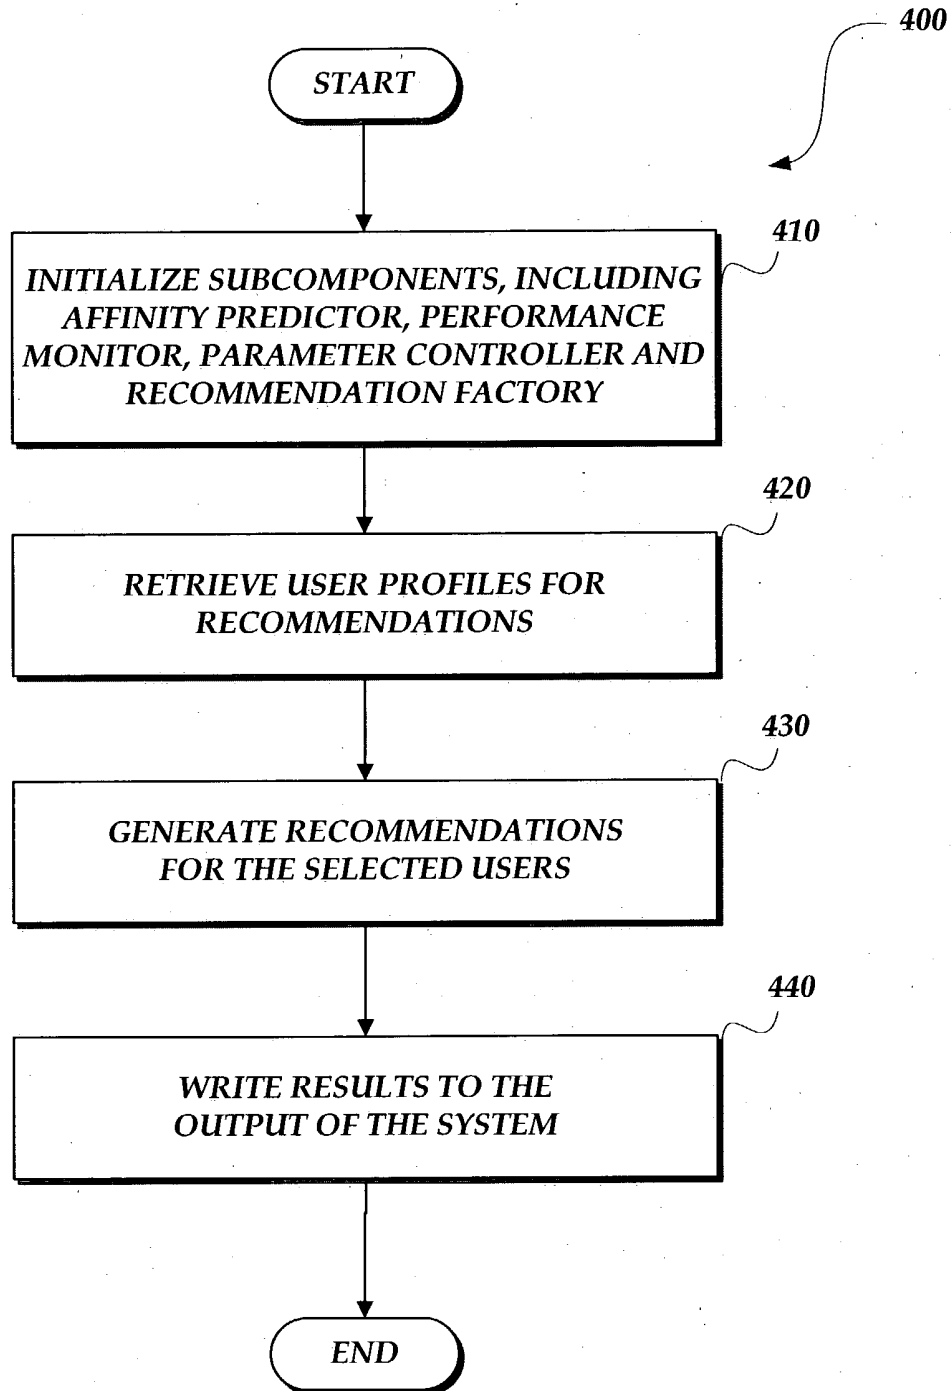 400
START
410
INITIALIZE SUBCOMPONENTS, INCLUDING
AFFINITY PREDICTOR, PERFORMANCE
MONITOR, PARAMETER CONTROLLER AND
RECOMMENDATION FACTORY
420
RETRIEVE USER PROFILES FOR
RECOMMENDATIONS
430
GENERATE RECOMMENDATIONS
FOR THE SELECTED USERS
440
WRITE RESULTS TO THE
OUTPUT OF THE SYSTEM
END